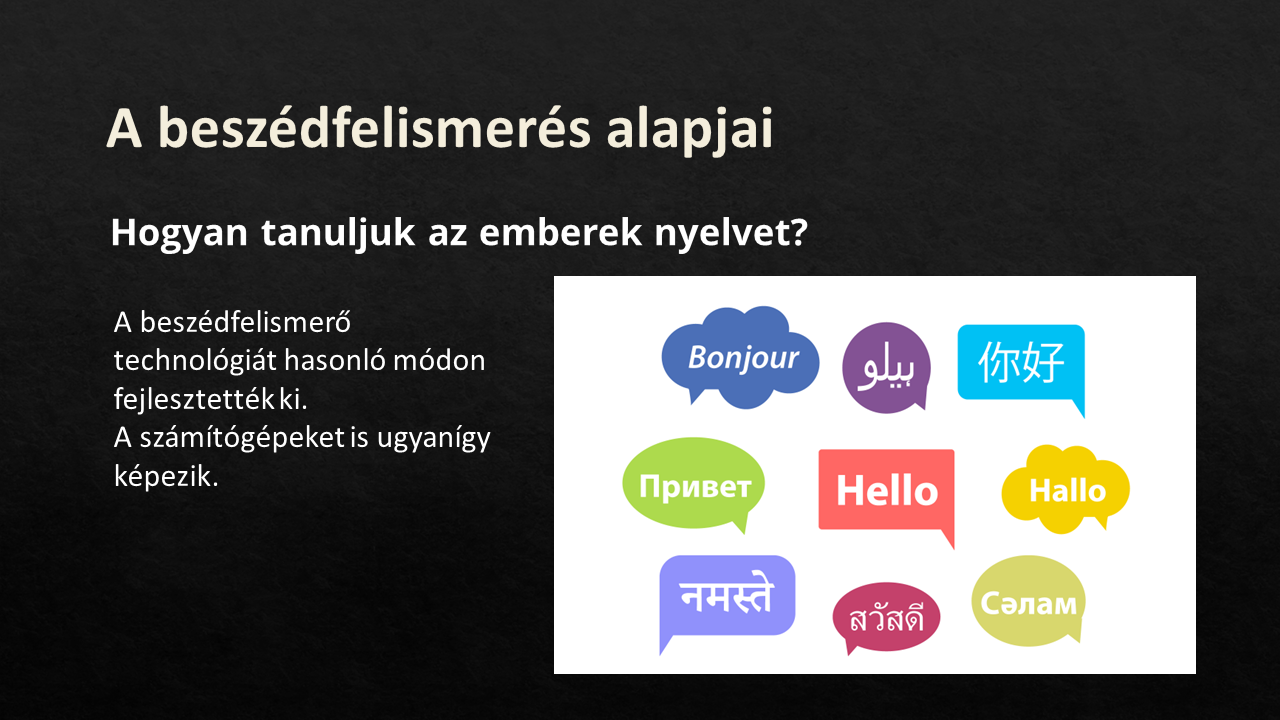 A beszédfelismerés alapjai
Hogyan tanuljuk az emberek nyelvet?
A beszédfelismerő
technológiát hasonló módon
fejlesztették ki.
A számítógépeket is ugyanígy
képezik.
Bonjour
ہیلو
你好
Привет
Hello
Hallo
नमस्ते
สวัสดี
Сәлам